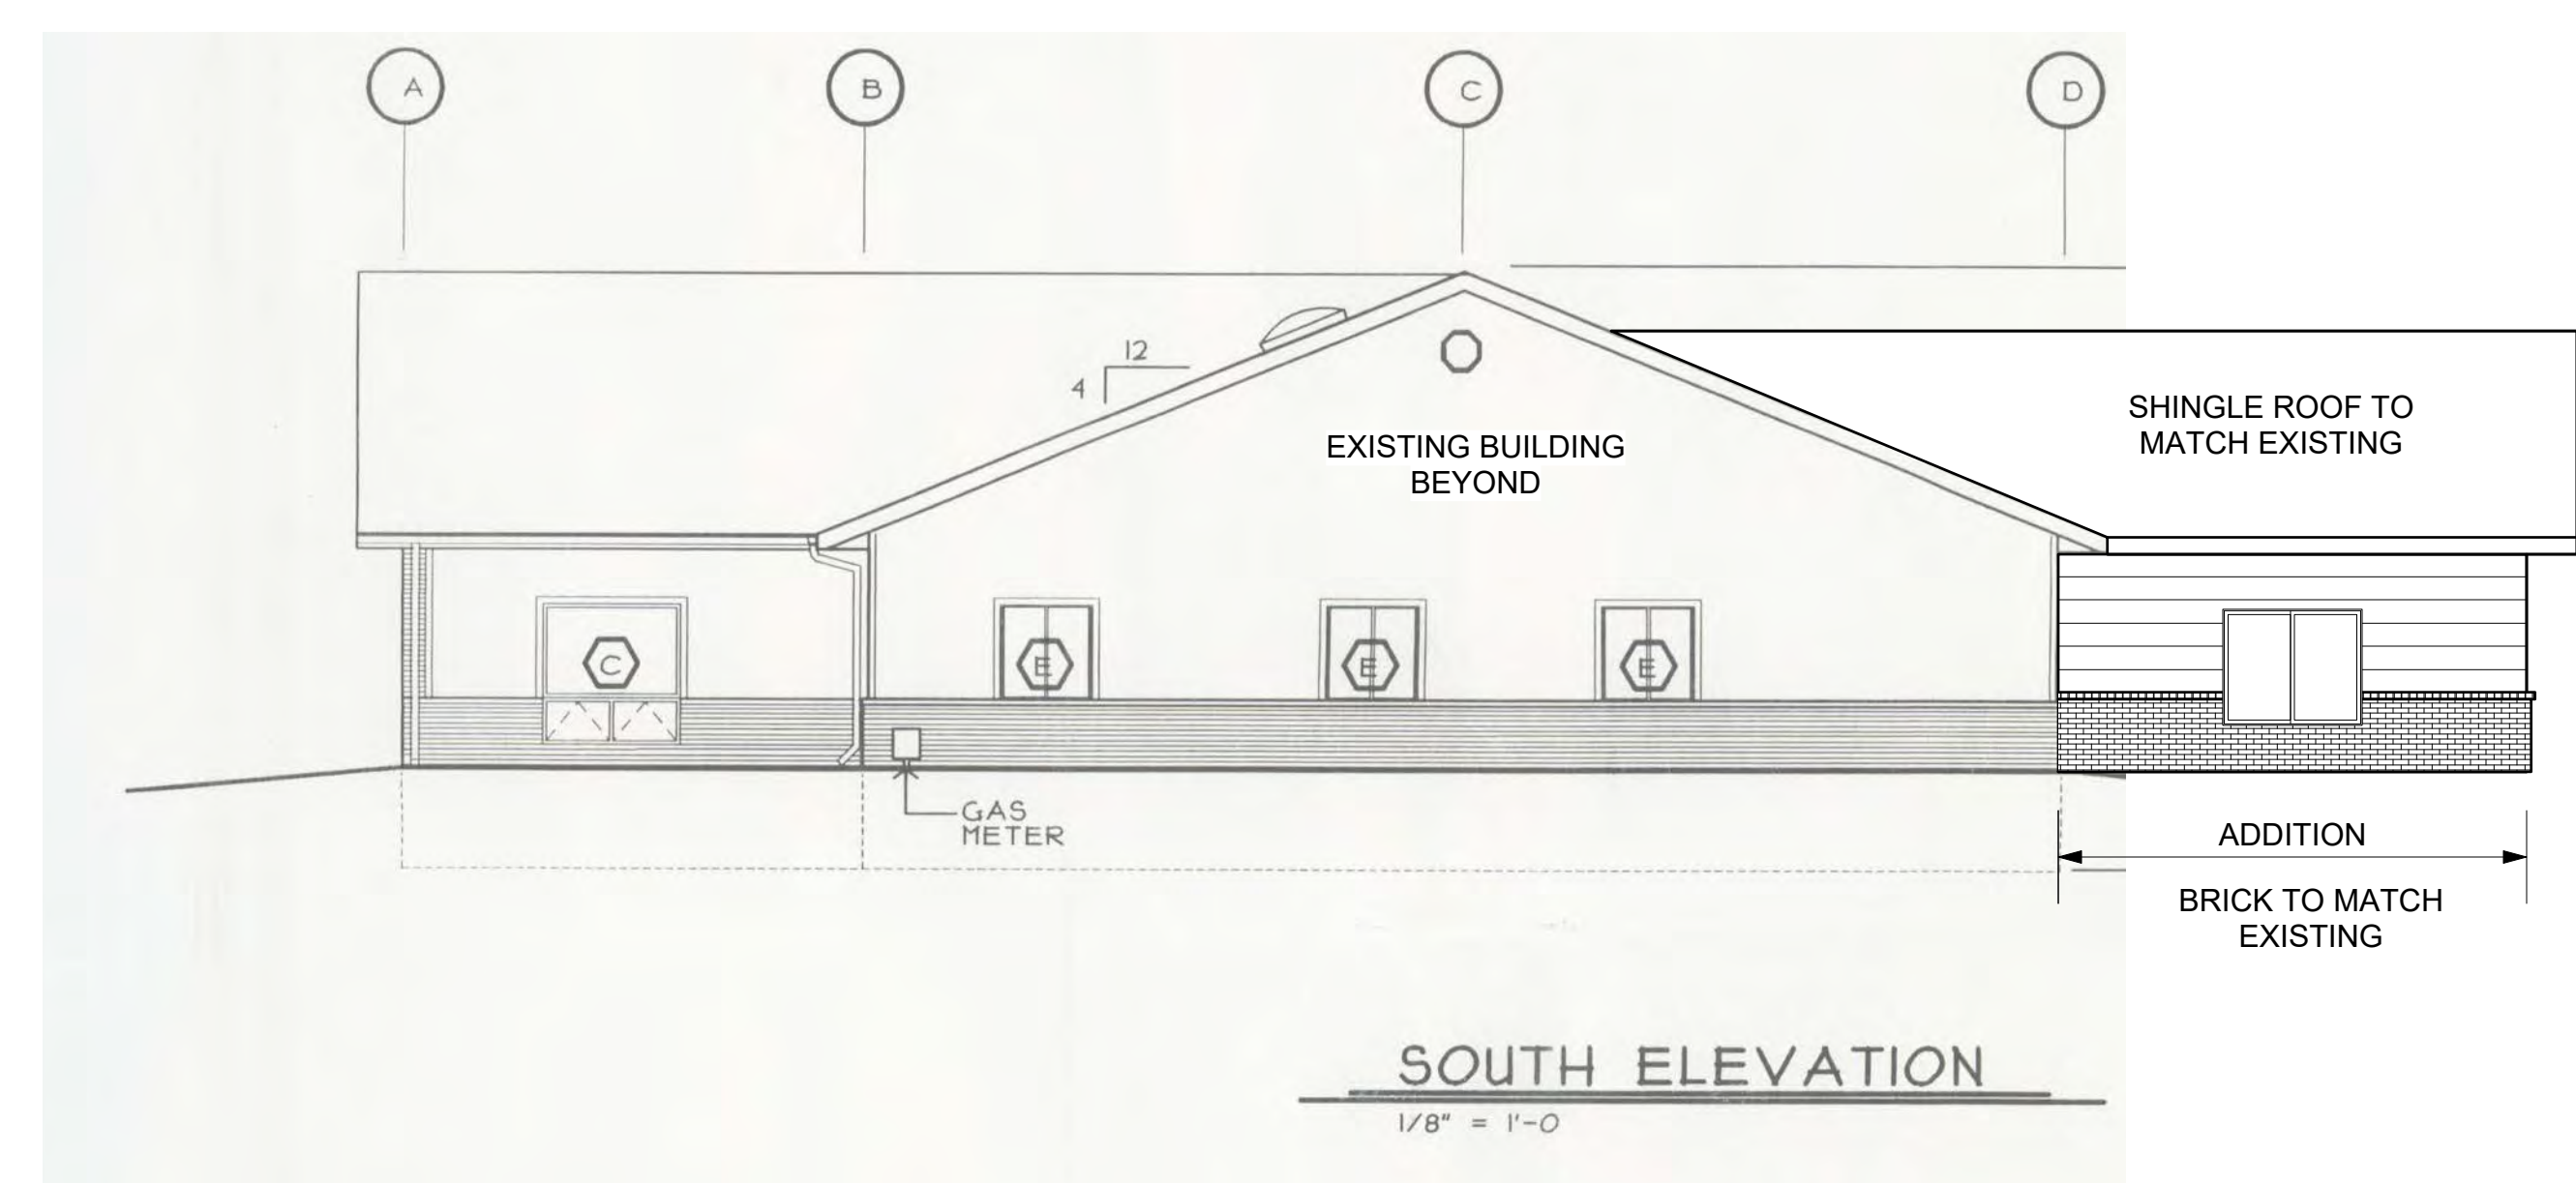 A
B
C
D
12
4
SHINGLE ROOF TO
MATCH EXISTING
EXISTING BUILDING
BEYOND
C
E
E
E
GAS
METER
ADDITION
BRICK TO MATCH
EXISTING
SOUTH ELEVATION
1/8" = 1'-0